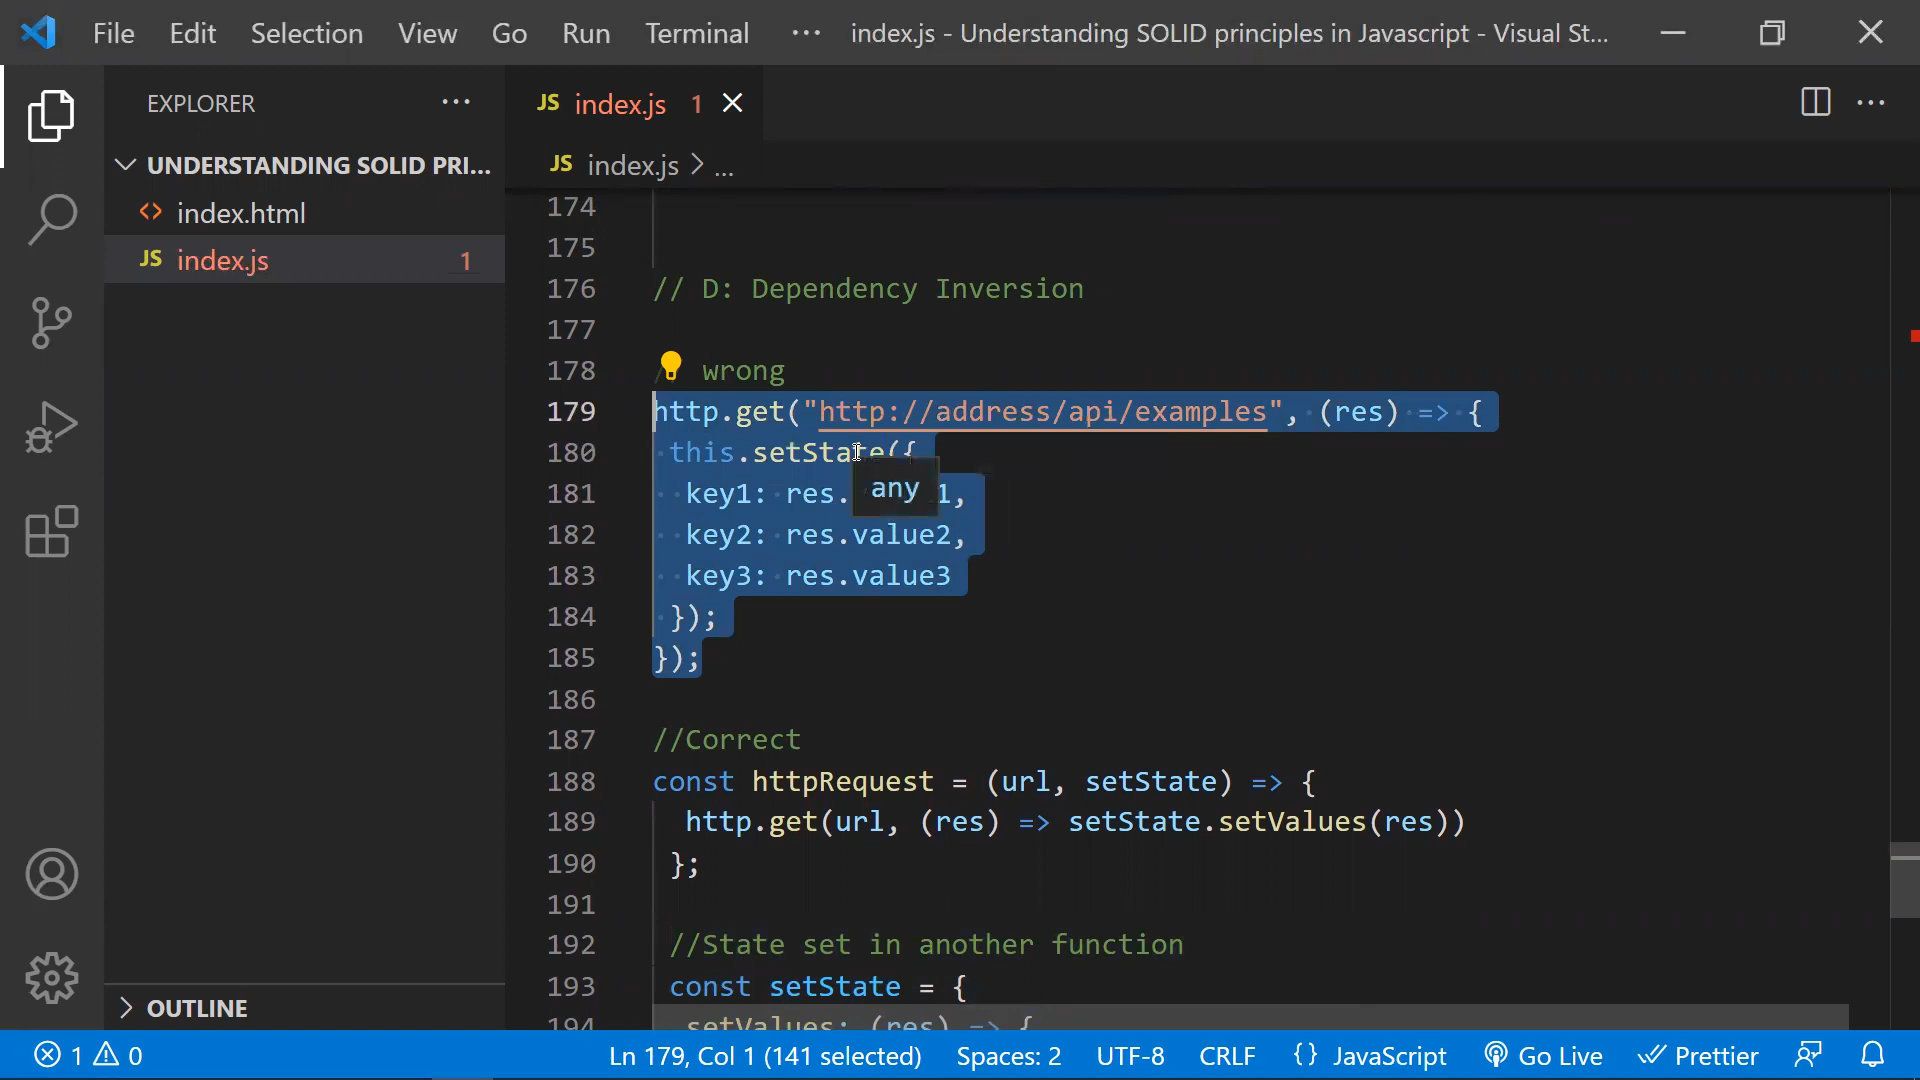 File Edit Selection View Go Run Terminal ··· index.js - Understanding SOLID principles in Javascript - Visual St...
EXPLORER ···
JS index.js 1
UNDERSTANDING SOLID PRI...
JS index.js > ...
<> index.html
JS index.js 1
174
175
176 // D: Dependency Inversion
177
178 wrong
179 http.get("http://address/api/examples", (res) => {
180 this.setState({
any
181 key1: res. 1,
182 key2: res.value2,
183 key3: res.value3
184 });
185 });
186
187 //Correct
188 const httpRequest = (url, setState) => {
189 http.get(url, (res) => setState.setValues(res))
190 };
191
192 //State set in another function
193 const setState = {
194 setValues: (res) => {
OUTLINE
1 0 Ln 179, Col 1 (141 selected) Spaces: 2 UTF-8 CRLF {} JavaScript Go Live Prettier